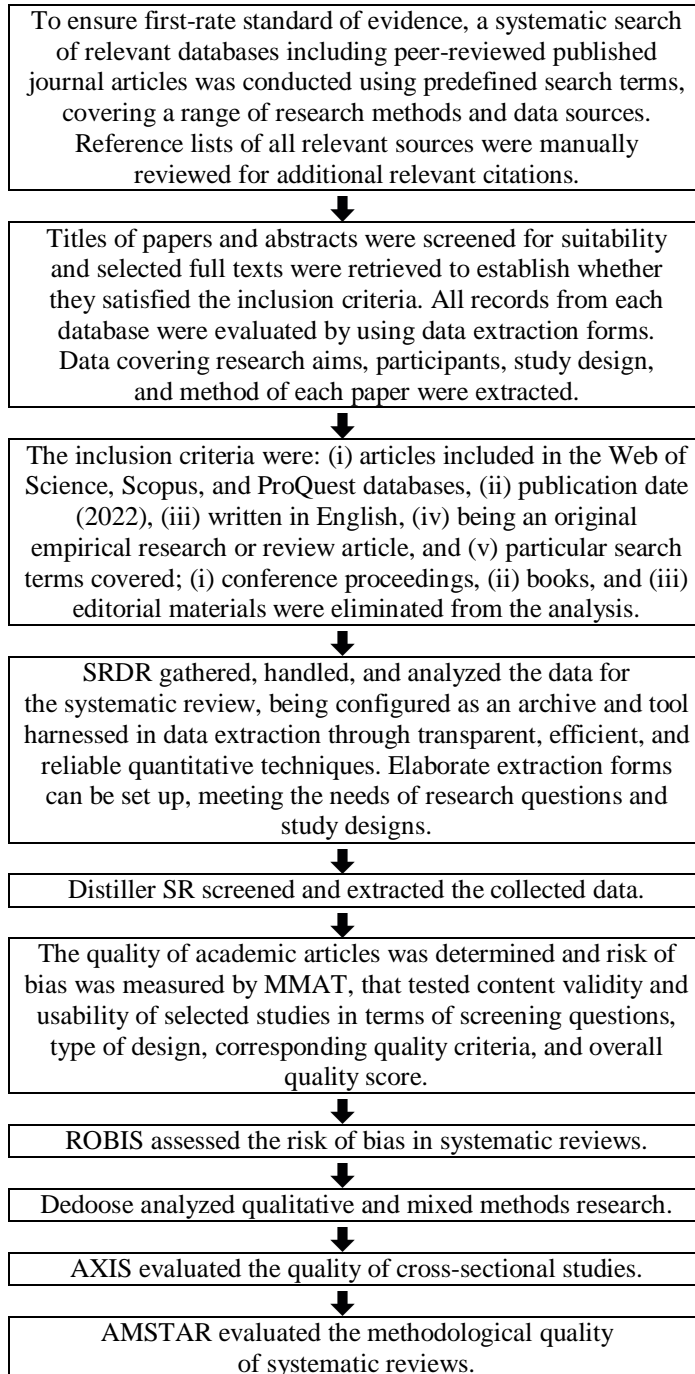 To ensure first-rate standard of evidence, a systematic search
of relevant databases including peer-reviewed published
journal articles was conducted using predefined search terms,
covering a range of research methods and data sources.
Reference lists of all relevant sources were manually
reviewed for additional relevant citations.
Titles of papers and abstracts were screened for suitability
and selected full texts were retrieved to establish whether
they satisfied the inclusion criteria. All records from each
database were evaluated by using data extraction forms.
Data covering research aims, participants, study design,
and method of each paper were extracted.
The inclusion criteria were: (i) articles included in the Web of
Science, Scopus, and ProQuest databases, (ii) publication date
(2022), (iii) written in English, (iv) being an original
empirical research or review article, and (v) particular search
terms covered; (i) conference proceedings, (ii) books, and (iii)
editorial materials were eliminated from the analysis.
SRDR gathered, handled, and analyzed the data for
the systematic review, being configured as an archive and tool
harnessed in data extraction through transparent, efficient, and
reliable quantitative techniques. Elaborate extraction forms
can be set up, meeting the needs of research questions and
study designs.
Distiller SR screened and extracted the collected data.
The quality of academic articles was determined and risk of
bias was measured by MMAT, that tested content validity and
usability of selected studies in terms of screening questions,
type of design, corresponding quality criteria, and overall
quality score.
ROBIS assessed the risk of bias in systematic reviews.
Dedoose analyzed qualitative and mixed methods research.
AXIS evaluated the quality of cross-sectional studies.
AMSTAR evaluated the methodological quality
of systematic reviews.